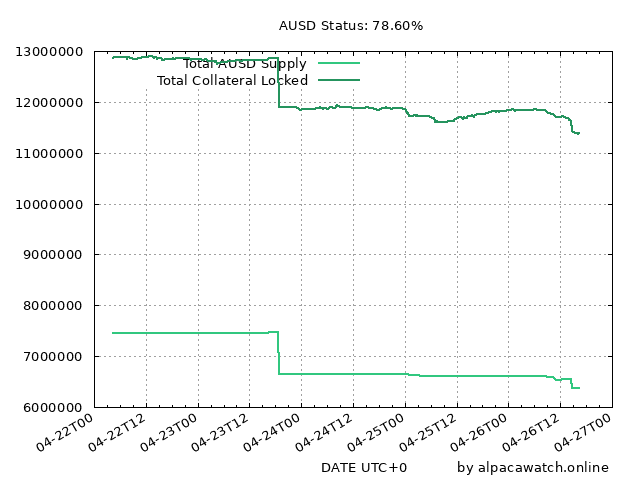 AUSD Status: 78.60%
13000000
Total AUSD Supply
Total Collateral Locked
12000000
11000000
10000000
9000000
8000000
7000000
6000000
04-22T00 04-22T12 04-23T00 04-23T12 04-24T00 04-24T12 04-25T00 04-25T12 04-26T00 04-26T12 04-27T00
DATE UTC+0 by alpacawatch.online